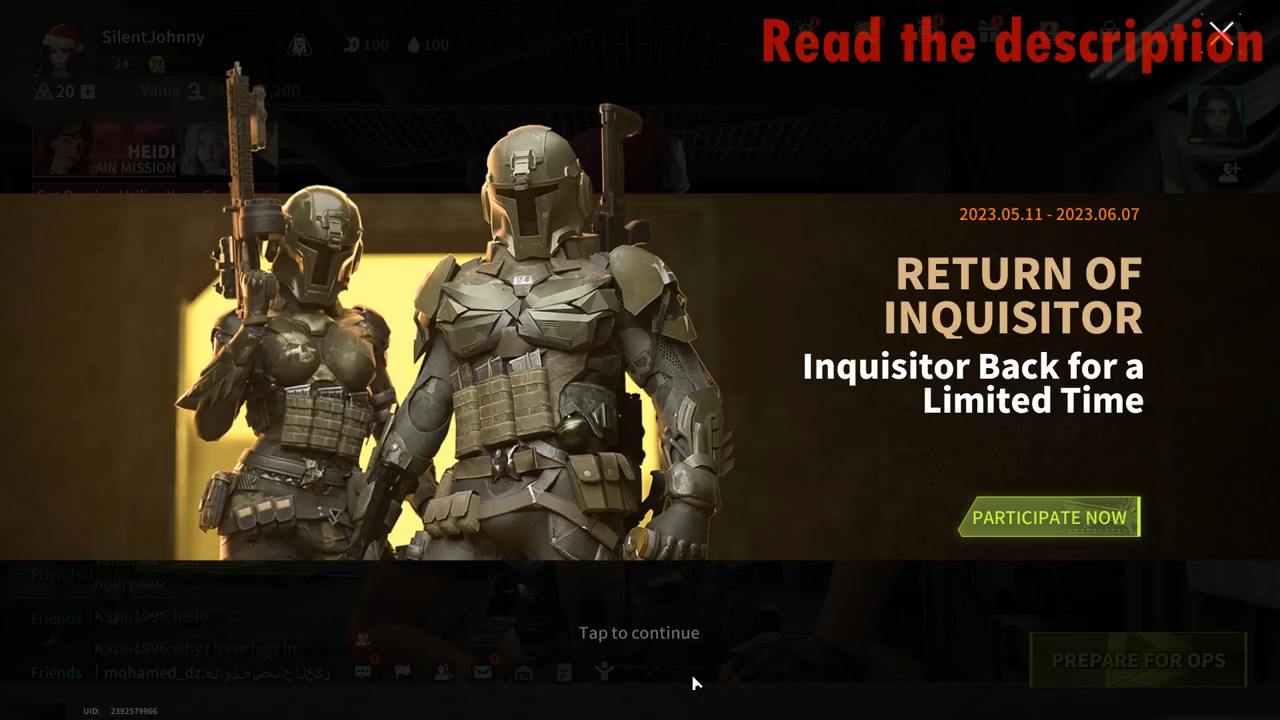 Read the description
SilentJohnny
100
100
24
20
Value
HEIDI
AIN MISSION
2023.05.11 - 2023.06.07
RETURN OF
INQUISITOR
Inquisitor Back for a
Limited Time
PARTICIPATE NOW
Friends
поиграем
Friends
Kaziu1996:hello
Kaziu1996:why I have lags in
Tap to continue
Friends
mohamed_dz:
PREPARE FOR OPS
UID: 2392579966